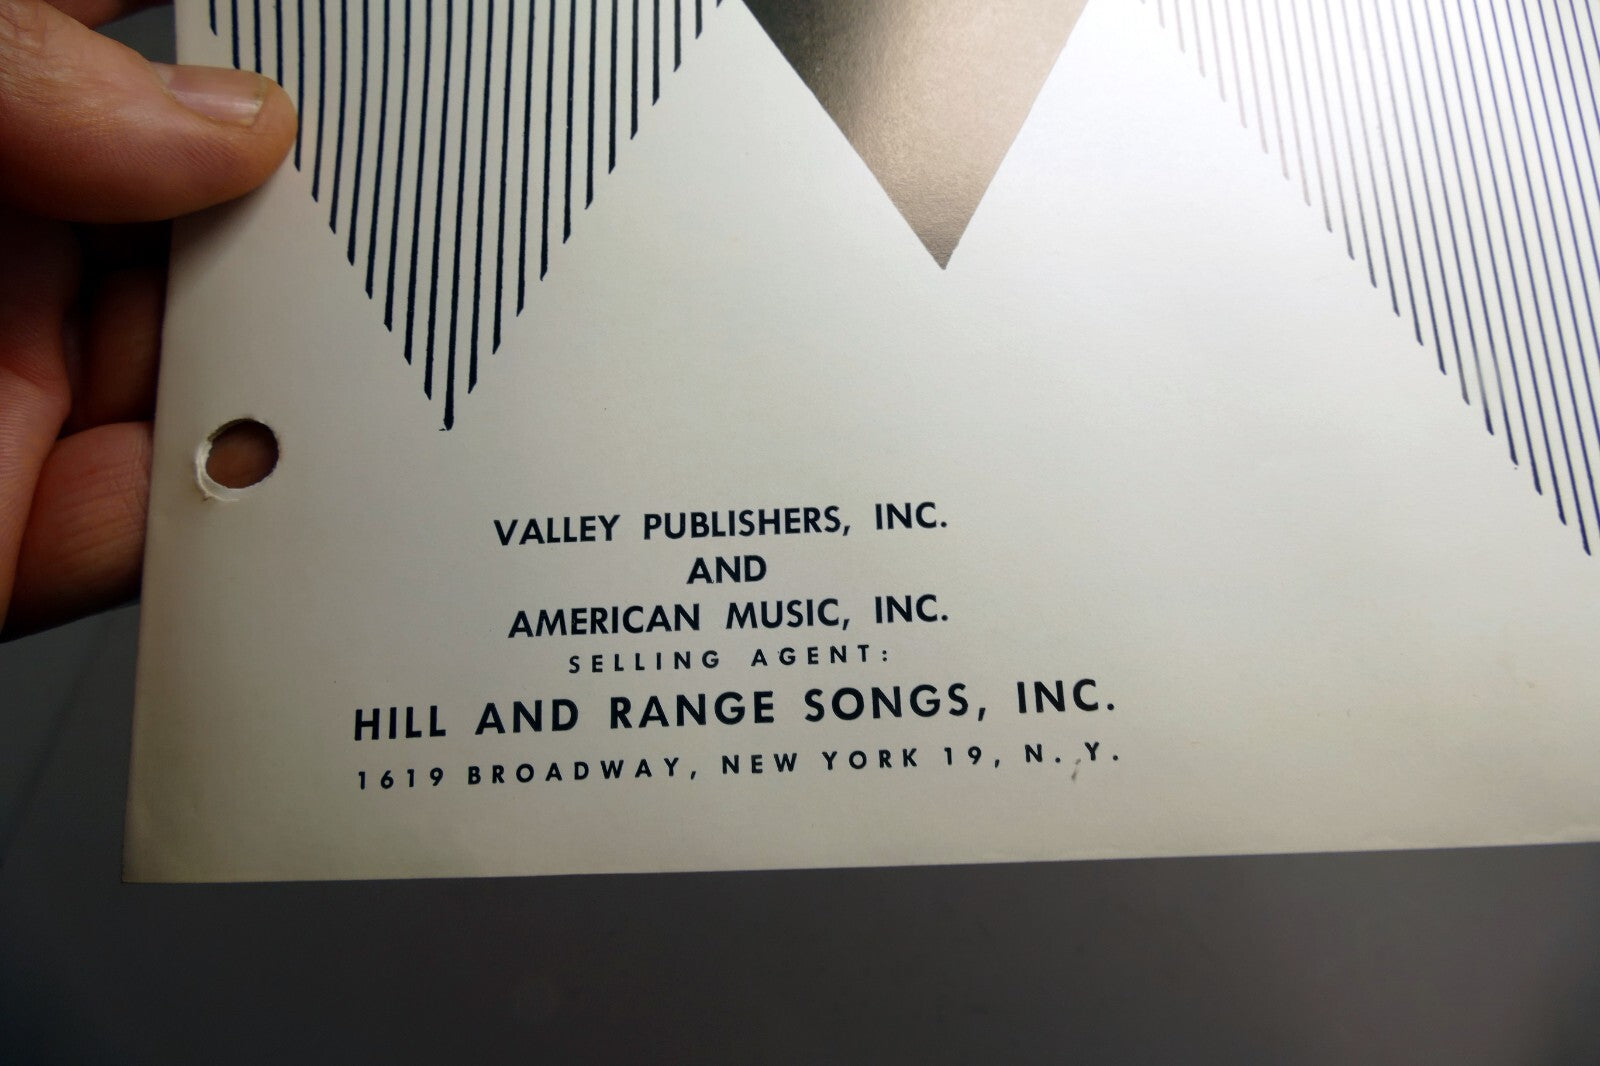 VALLEY PUBLISHERS, INC.
AND
AMERICAN MUSIC, INC.
SELLING AGENT:
HILL AND RANGE SONGS, INC.
1619 BROADWAY, NEW YORK 19, N. Y.